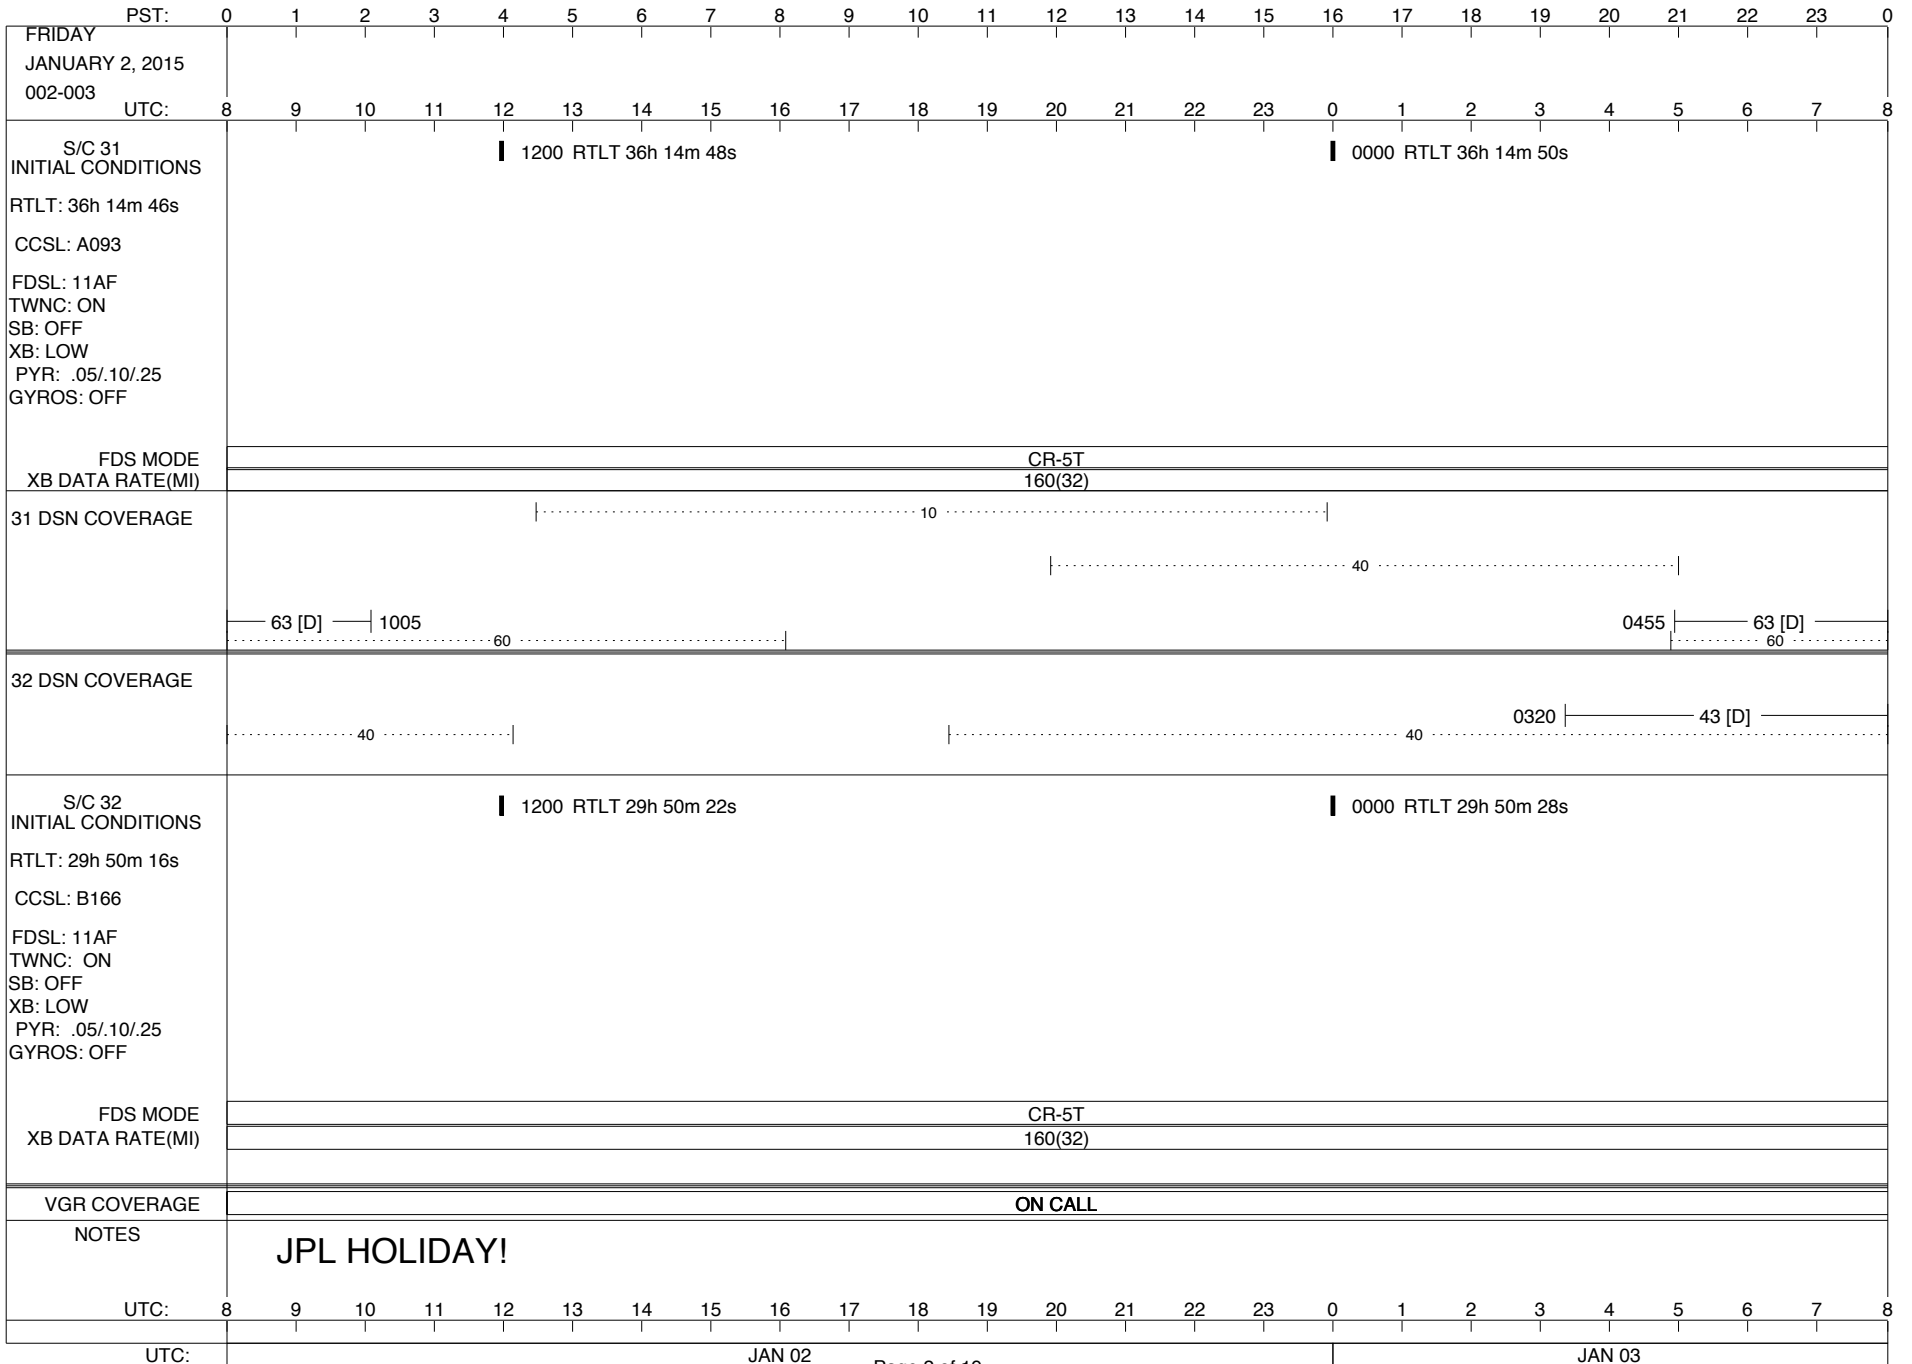 PST: 0 1 2 3 4 5 6 7 8 9 10 11 12 13 14 15 16 17 18 19 20 21 22 23 0
FRIDAY
JANUARY 2, 2015
002-003
UTC: 8 9 10 11 12 13 14 15 16 17 18 19 20 21 22 23 0 1 2 3 4 5 6 7 8
S/C 31
INITIAL CONDITIONS
1200 RTLT 36h 14m 48s
0000 RTLT 36h 14m 50s
RTLT: 36h 14m 46s
CCSL: A093
FDSL: 11AF
TWNC: ON
SB: OFF
XB: LOW
PYR: .05/.10/.25
GYROS: OFF
FDS MODE CR-5T
XB DATA RATE(MI) 160(32)
31 DSN COVERAGE
10
40
63 [D] 1005 0455 63 [D]
60 60
32 DSN COVERAGE
0320 43 [D]
40 40
S/C 32
INITIAL CONDITIONS
1200 RTLT 29h 50m 22s
0000 RTLT 29h 50m 28s
RTLT: 29h 50m 16s
CCSL: B166
FDSL: 11AF
TWNC: ON
SB: OFF
XB: LOW
PYR: .05/.10/.25
GYROS: OFF
FDS MODE CR-5T
XB DATA RATE(MI) 160(32)
VGR COVERAGE ON CALL
NOTES
JPL HOLIDAY!
UTC: 8 9 10 11 12 13 14 15 16 17 18 19 20 21 22 23 0 1 2 3 4 5 6 7 8
UTC: JAN 02 JAN 03